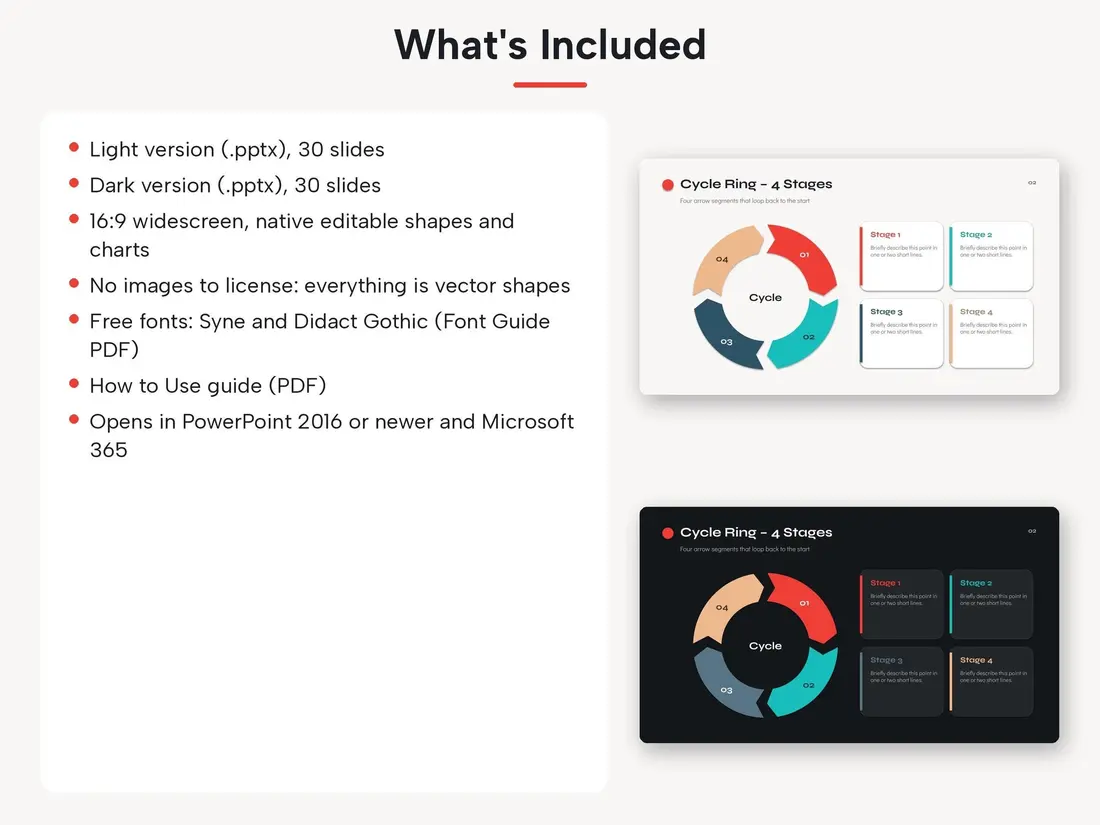 What's Included
Light version (.pptx), 30 slides
Dark version (.pptx), 30 slides
16:9 widescreen, native editable shapes and
charts
No images to license: everything is vector shapes
Free fonts: Syne and Didact Gothic (Font Guide
PDF)
How to Use guide (PDF)
Opens in PowerPoint 2016 or newer and Microsoft
365
Cycle Ring – 4 Stages
02
Four arrow segments that loop back to the start
04
01
Cycle
03
02
Stage 1
Briefly describe this point in
one or two short lines.
Stage 2
Briefly describe this point in
one or two short lines.
Stage 3
Briefly describe this point in
one or two short lines.
Stage 4
Briefly describe this point in
one or two short lines.
Cycle Ring – 4 Stages
02
Four arrow segments that loop back to the start
04
01
Cycle
03
02
Stage 1
Briefly describe this point in
one or two short lines.
Stage 2
Briefly describe this point in
one or two short lines.
Stage 3
Briefly describe this point in
one or two short lines.
Stage 4
Briefly describe this point in
one or two short lines.